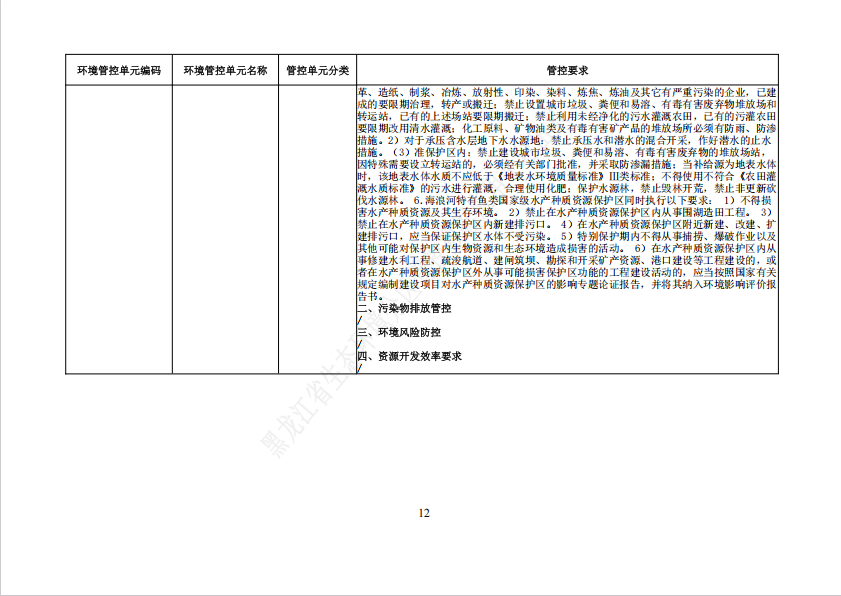 环境管控单元编码 环境管控单元名称 管控单元分类 管控要求
革、造纸、制浆、冶炼、放射性、印染、染料、炼焦、炼油及其它有严重污染的企业，已建
成的要限期治理，转产或搬迁；禁止设置城市垃圾、粪便和易溶、有毒有害废弃物堆放场和
转运站，已有的上述场站要限期搬迁；禁止利用未经净化的污水灌溉农田，已有的污灌农田
要限期改用清水灌溉；化工原料、矿物油类及有毒有害矿产品的堆放场所必须有防雨、防渗
措施。2）对于承压含水层地下水水源地：禁止承压水和潜水的混合开采，作好潜水的止水
措施。（3）准保护区内：禁止建设城市垃圾、粪便和易溶、有毒有害废弃物的堆放场站，
因特殊需要设立转运站的，必须经有关部门批准，并采取防渗漏措施；当补给源为地表水体
时，该地表水体水质不应低于《地表水环境质量标准》Ⅲ类标准；不得使用不符合《农田灌
溉水质标准》的污水进行灌溉，合理使用化肥；保护水源林，禁止毁林开荒，禁止非更新砍
伐水源林。 6.海浪河特有鱼类国家级水产种质资源保护区同时执行以下要求： 1）不得损
害水产种质资源及其生存环境。 2）禁止在水产种质资源保护区内从事围湖造田工程。 3）
禁止在水产种质资源保护区内新建排污口。 4）在水产种质资源保护区附近新建、改建、扩
建排污口，应当保证保护区水体不受污染。 5）特别保护期内不得从事捕捞、爆破作业以及
其他可能对保护区内生物资源和生态环境造成损害的活动。 6）在水产种质资源保护区内从
事修建水利工程、疏浚航道、建闸筑坝、勘探和开采矿产资源、港口建设等工程建设的，或
者在水产种质资源保护区外从事可能损害保护区功能的工程建设活动的，应当按照国家有关
规定编制建设项目对水产种质资源保护区的影响专题论证报告，并将其纳入环境影响评价报
告书。
二、污染物排放管控
/
三、环境风险防控
/
四、资源开发效率要求
/
黑龙江省生态环
12